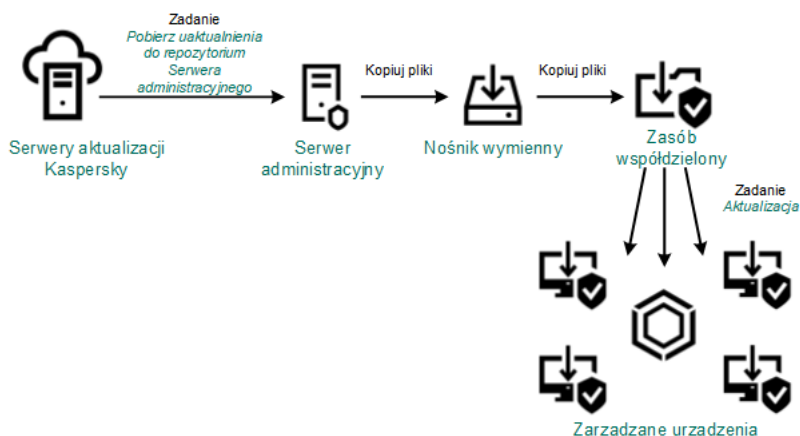 Zadanie
Pobierz uaktualnienia
do repozytorium
Serwera
administracyjnego
Kopiuj pliki
Kopiuj pliki
Serwery aktualizacji
Kaspersky
Serwer
administracyjny
Nośnik wymienny
Zasób
współdzielony
Zadanie
Aktualizacja
Zarzadzane urzadzenia